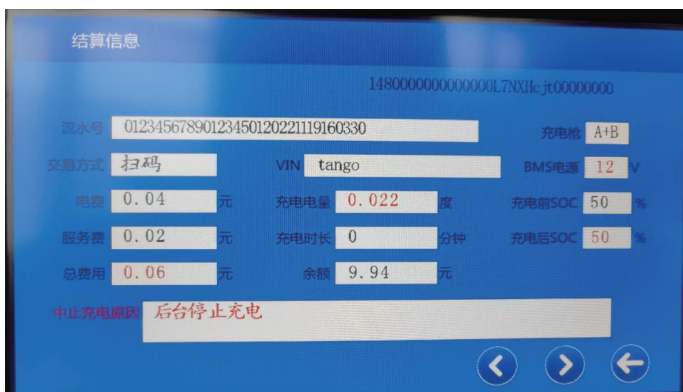 结算信息
1480000000000000L7NXHcjt00000000
流水号 01234567890123450120221119160330 充电枪 A+B
交易方式 扫码 VIN tango BMS电源 12 V
电费 0.04 元 充电电量 0.022 度 充电前SOC 50 %
服务费 0.02 元 充电时长 0 分钟 充电后SOC 50 %
总费用 0.06 元 余额 9.94 元
中止充电原因 后台停止充电